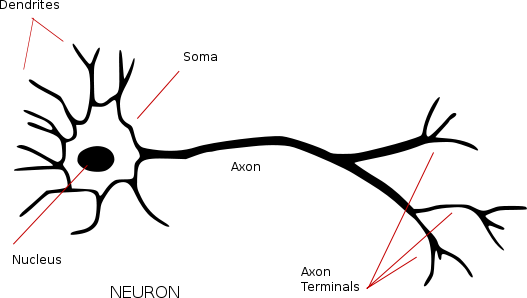 Dendrites
Soma
Axon
Nucleus
Axon
Terminals
NEURON